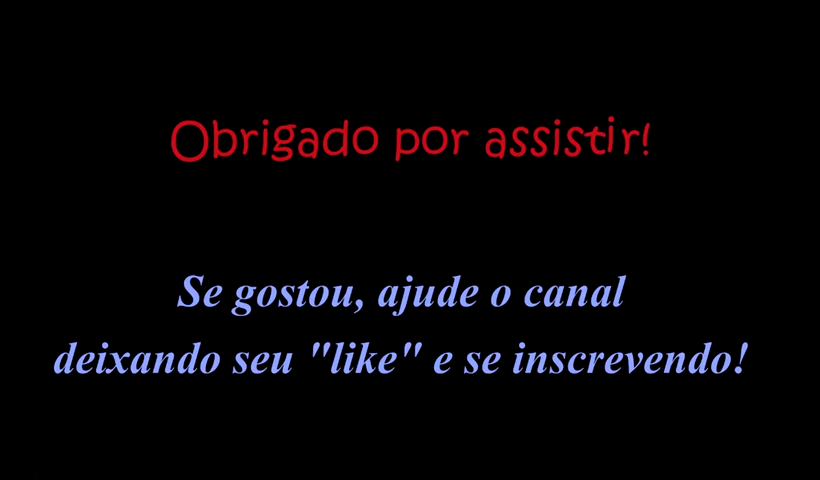 Obrigado por assistir!
Se gostou, ajude o canal
deixando seu "like" e se inscrevendo!